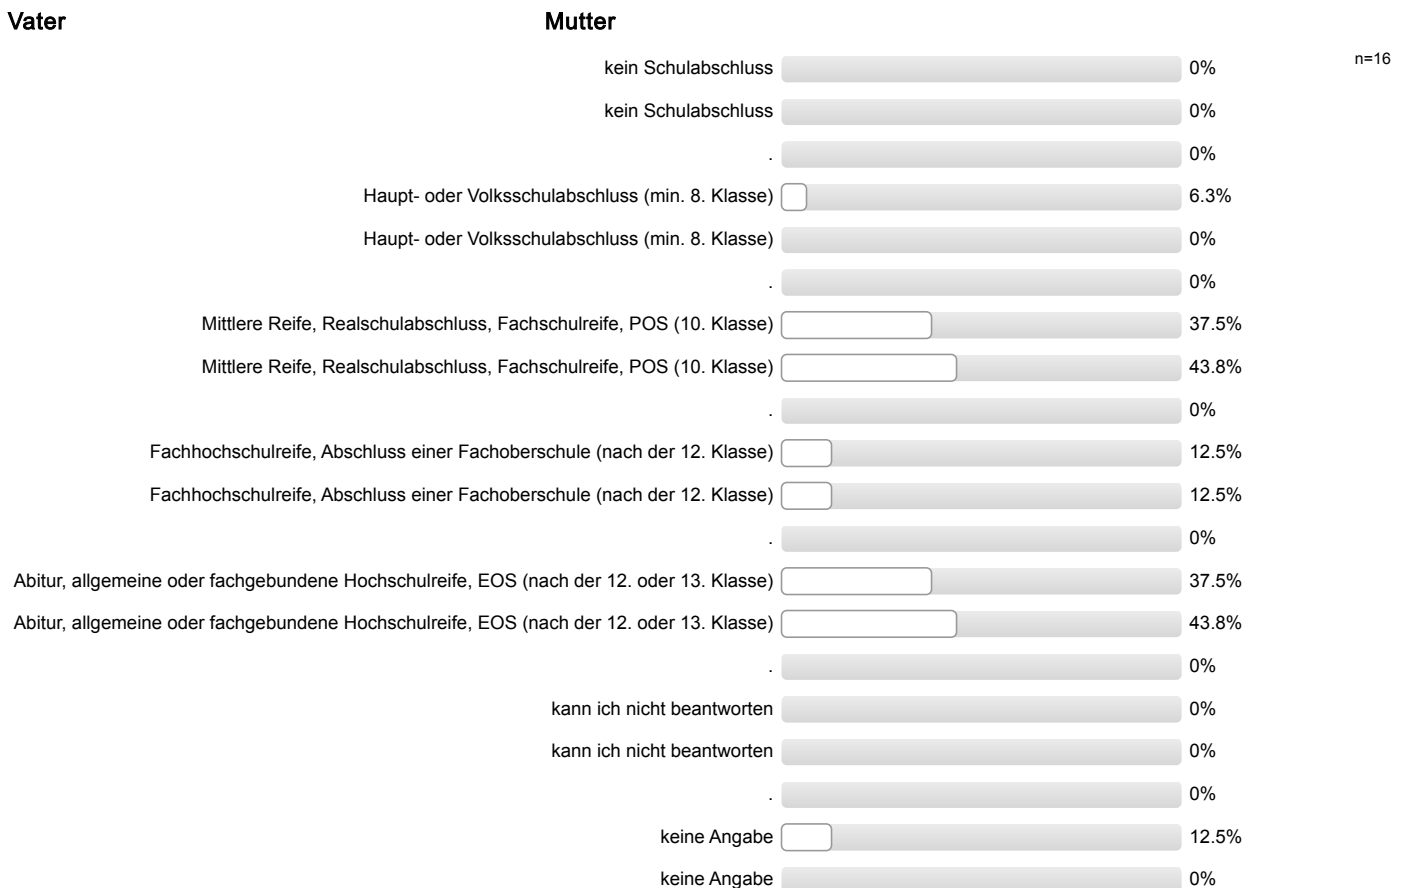 Vater Mutter
n=16
kein Schulabschluss 0%
kein Schulabschluss 0%
. 0%
Haupt- oder Volksschulabschluss (min. 8. Klasse) 6.3%
Haupt- oder Volksschulabschluss (min. 8. Klasse) 0%
. 0%
Mittlere Reife, Realschulabschluss, Fachschulreife, POS (10. Klasse) 37.5%
Mittlere Reife, Realschulabschluss, Fachschulreife, POS (10. Klasse) 43.8%
. 0%
Fachhochschulreife, Abschluss einer Fachoberschule (nach der 12. Klasse) 12.5%
Fachhochschulreife, Abschluss einer Fachoberschule (nach der 12. Klasse) 12.5%
. 0%
Abitur, allgemeine oder fachgebundene Hochschulreife, EOS (nach der 12. oder 13. Klasse) 37.5%
Abitur, allgemeine oder fachgebundene Hochschulreife, EOS (nach der 12. oder 13. Klasse) 43.8%
. 0%
kann ich nicht beantworten 0%
kann ich nicht beantworten 0%
. 0%
keine Angabe 12.5%
keine Angabe 0%